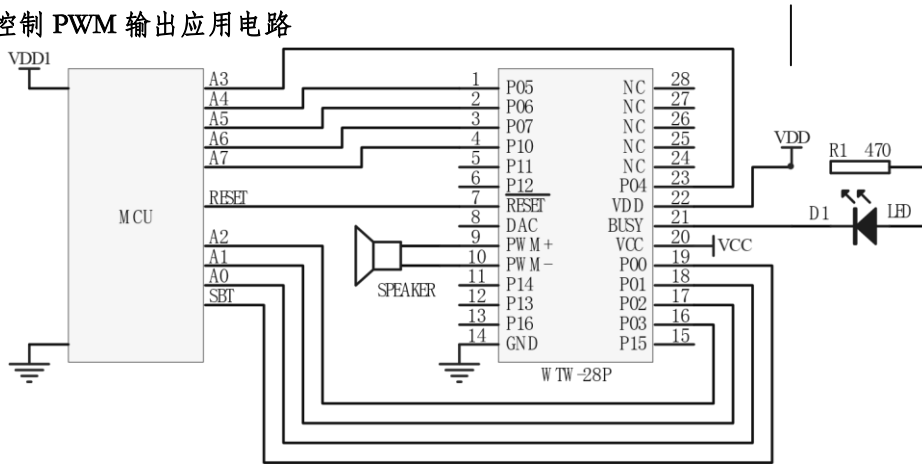 控制 PWM 输出应用电路
VDD1
MCU
A3
A4
A5
A6
A7
RESET
A2
A1
A0
SBT
SPEAKER
1 P05
2 P06
3 P07
4 P10
5 P11
6 P12
7 RESET
8 DAC
9 PWM+
10 PWM-
11 P14
12 P13
13 P16
14 GND
NC 28
NC 27
NC 26
NC 25
NC 24
P04 23
VDD 22
BUSY 21
VCC 20
P00 19
P01 18
P02 17
P03 16
P15 15
WTW-28P
VDD
VCC
R1 470
D1
LED